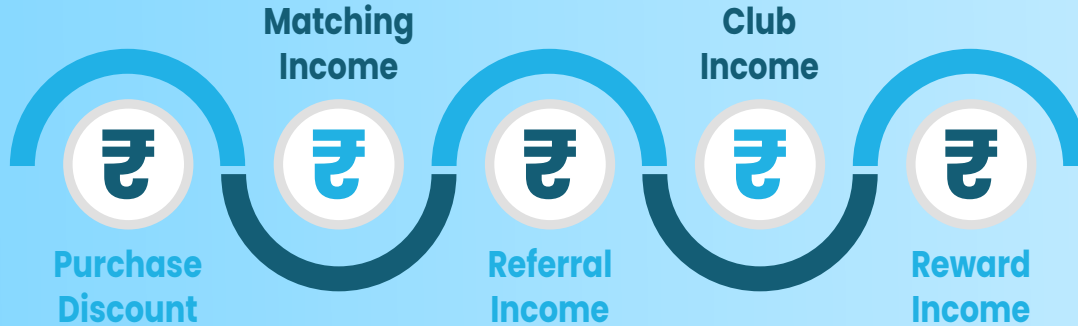 Matching
Income
Club
Income
₹
₹
₹
₹
₹
Purchase
Discount
Referral
Income
Reward
Income